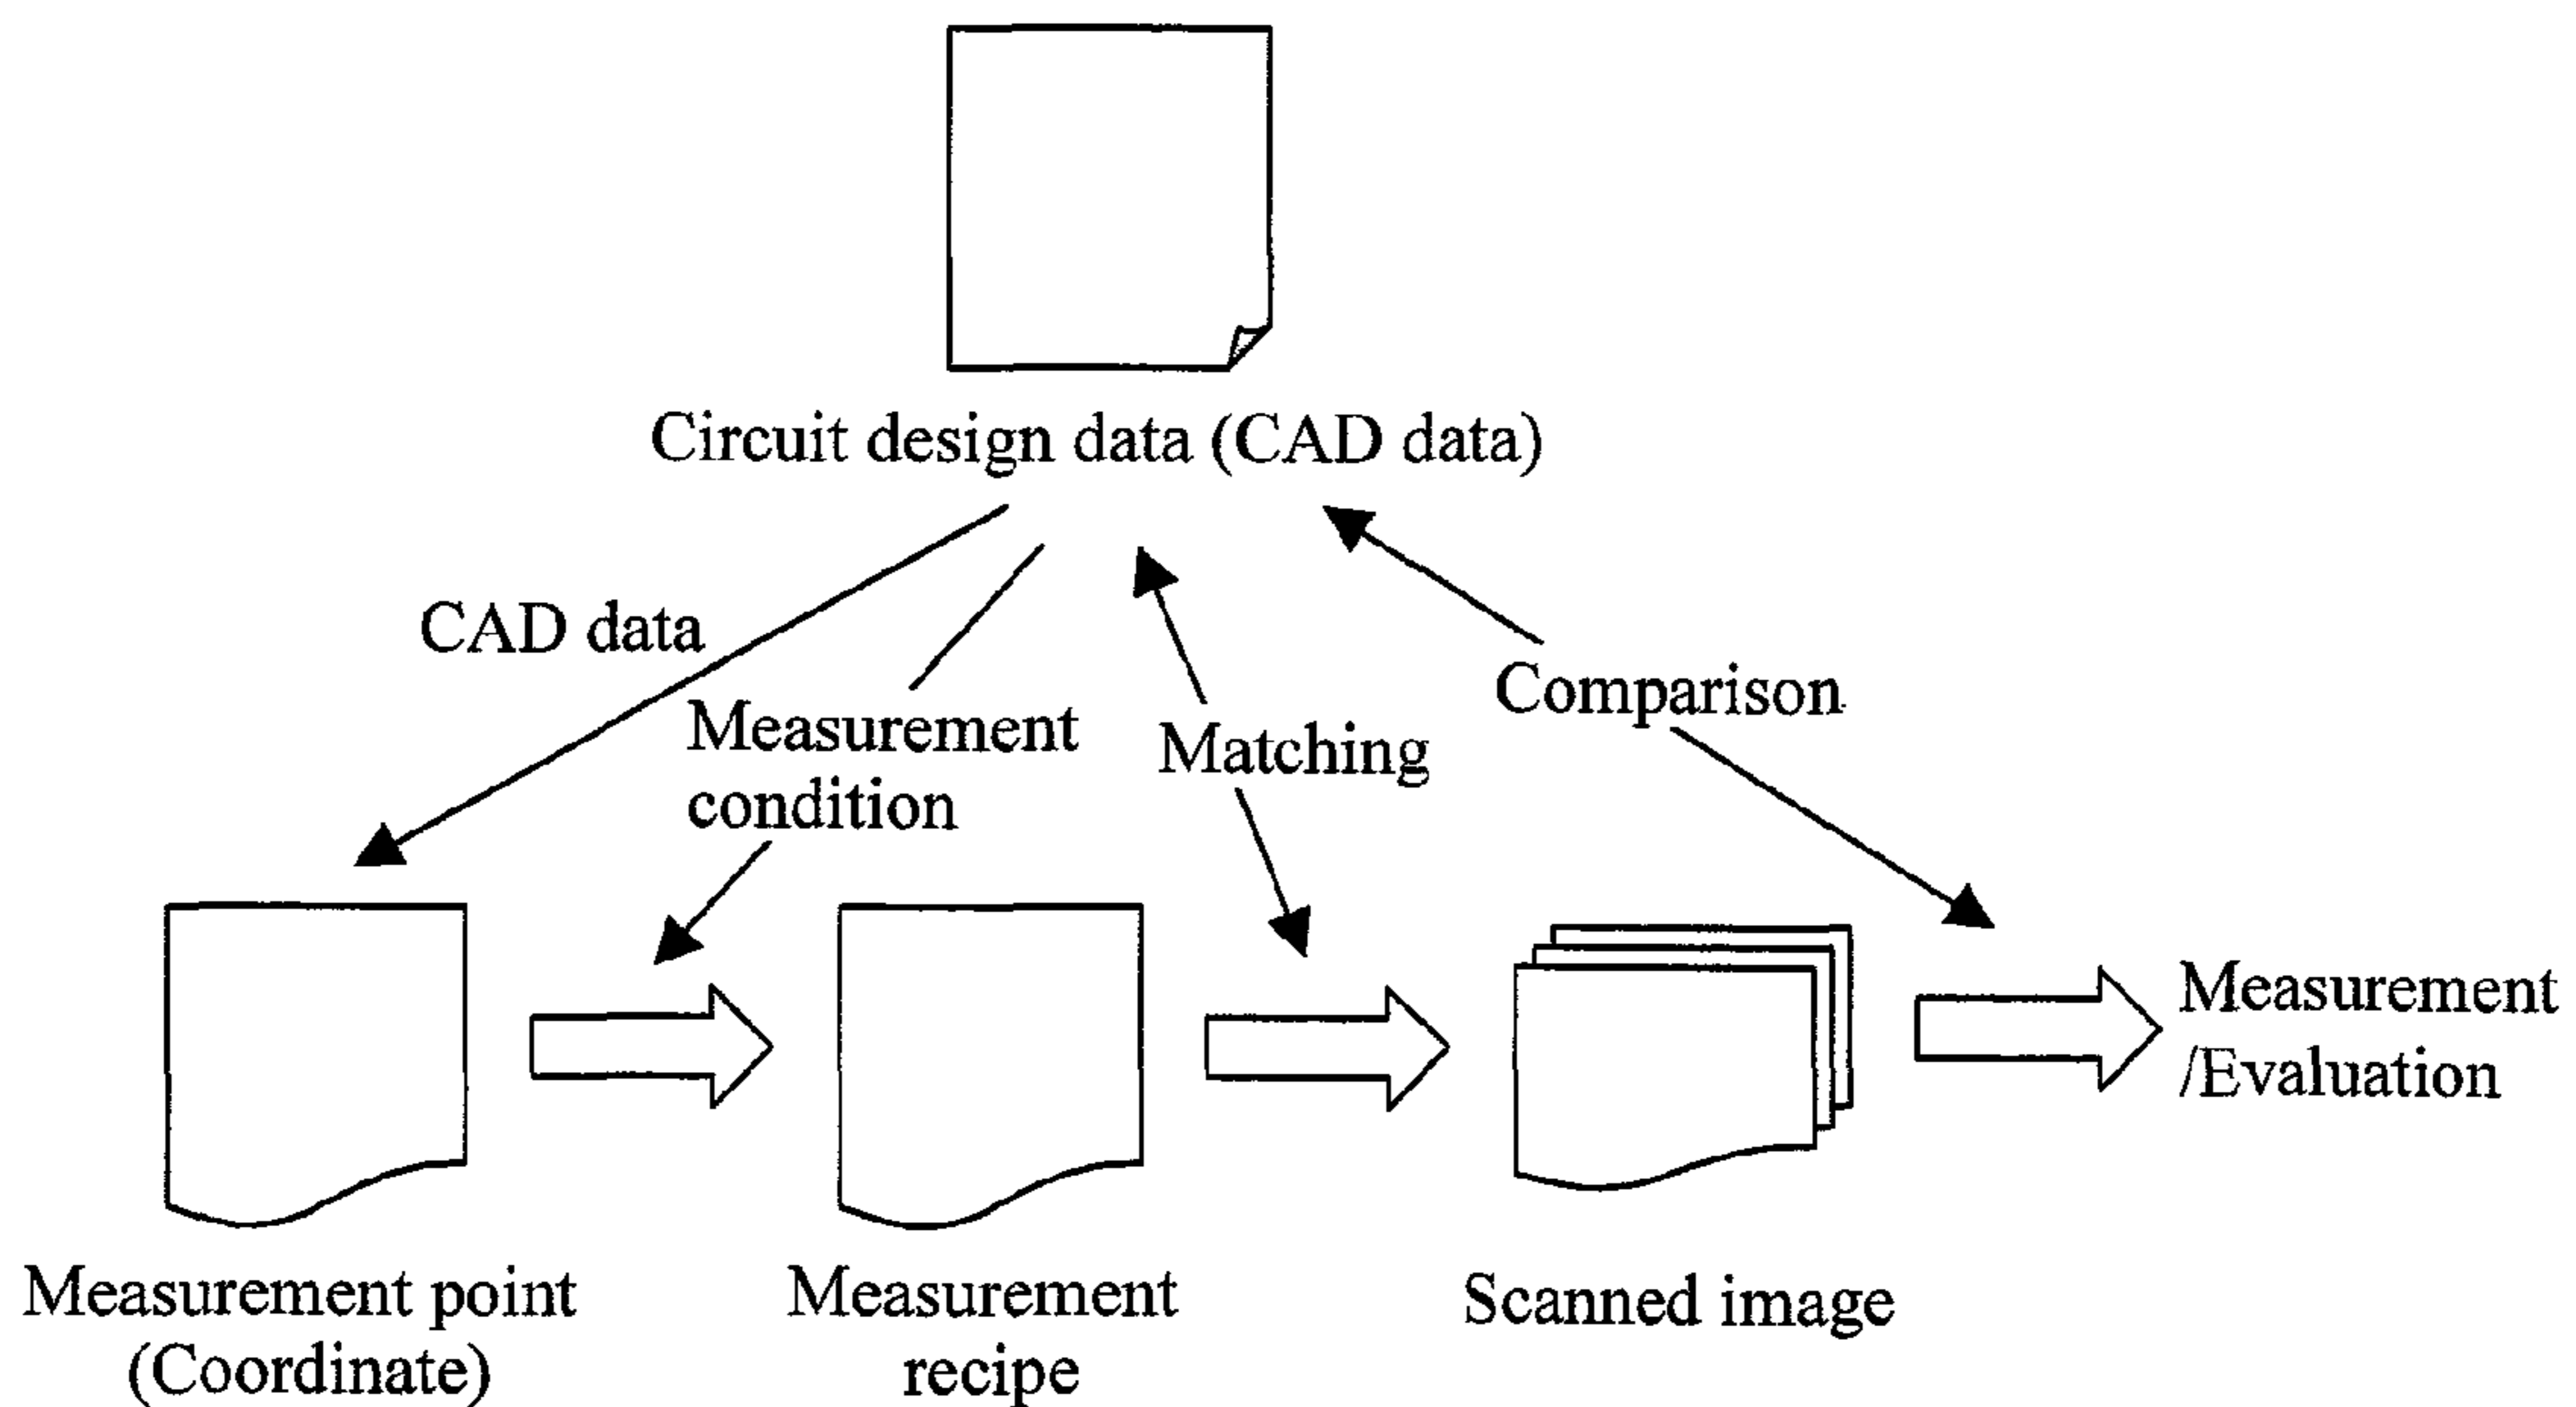 Circuit design data (CAD data)
CAD data
Measurement
condition
Matching
Comparison
Measurement
/Evaluation
Measurement point
(Coordinate)
Measurement
recipe
Scanned image